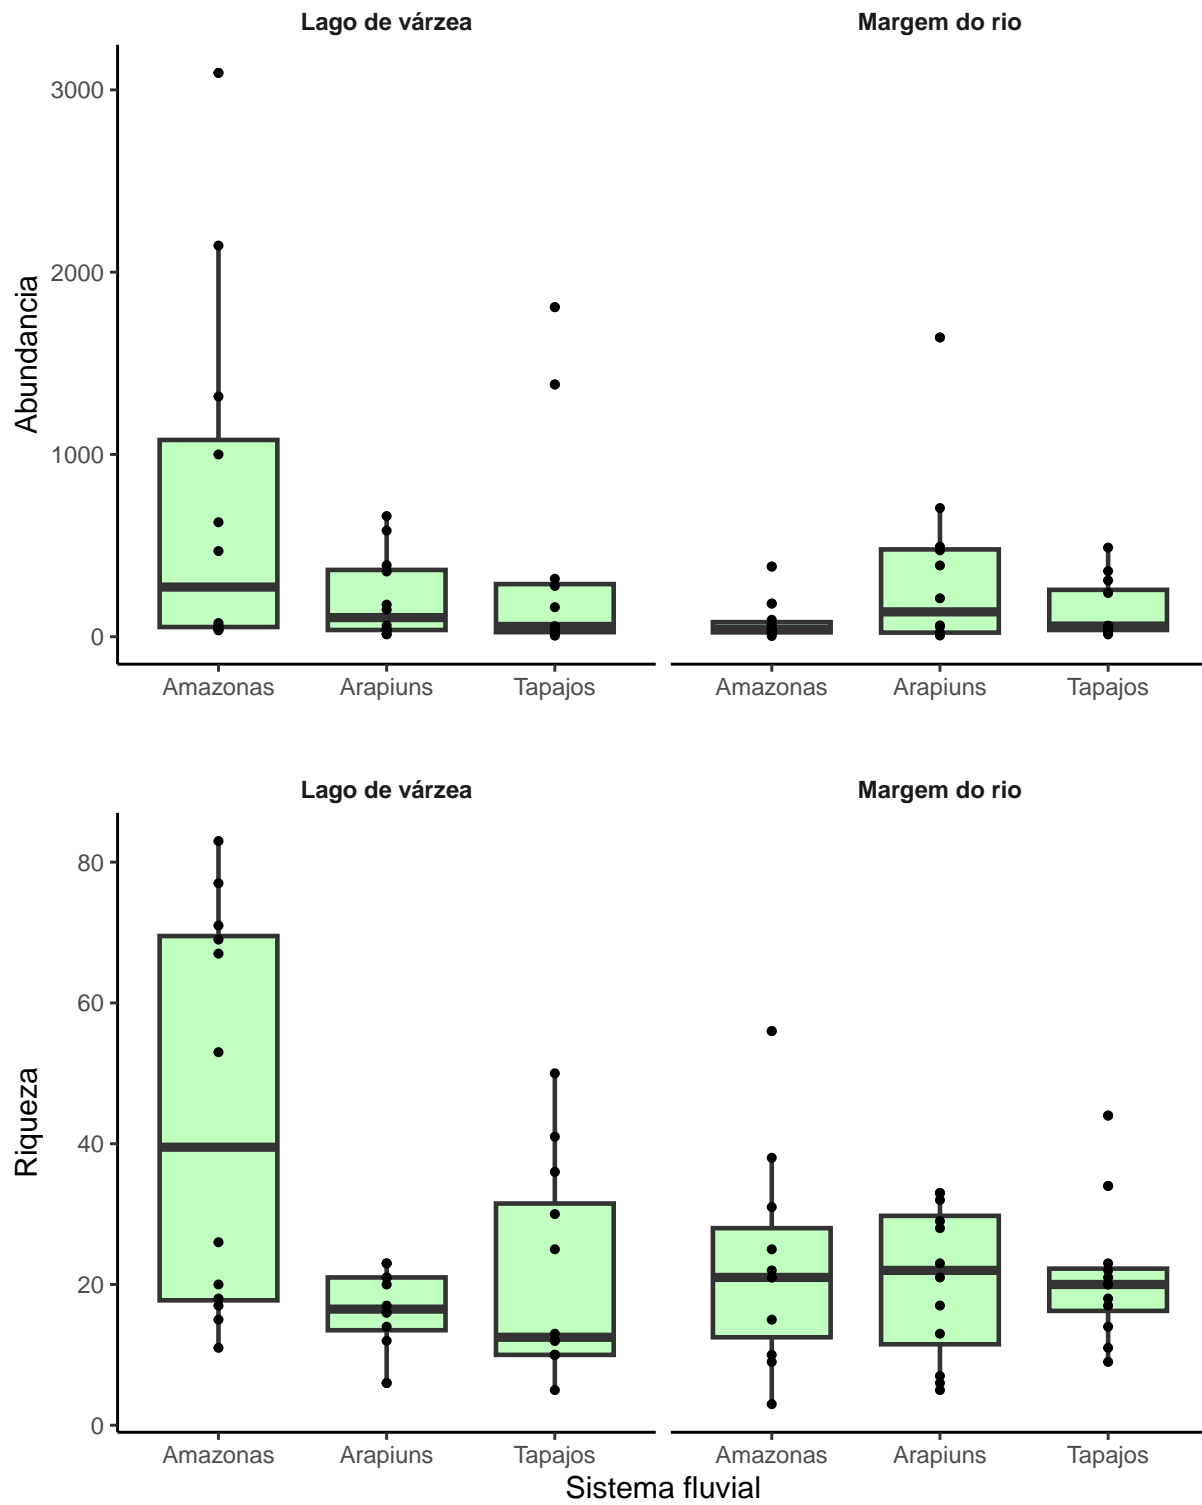 Lago de várzea Margem do rio
3000
2000
1000
0
Abundancia
Amazonas Arapiuns Tapajos Amazonas Arapiuns Tapajos
Lago de várzea Margem do rio
80
60
40
20
0
Riqueza
Amazonas Arapiuns Tapajos Amazonas Arapiuns Tapajos
Sistema fluvial